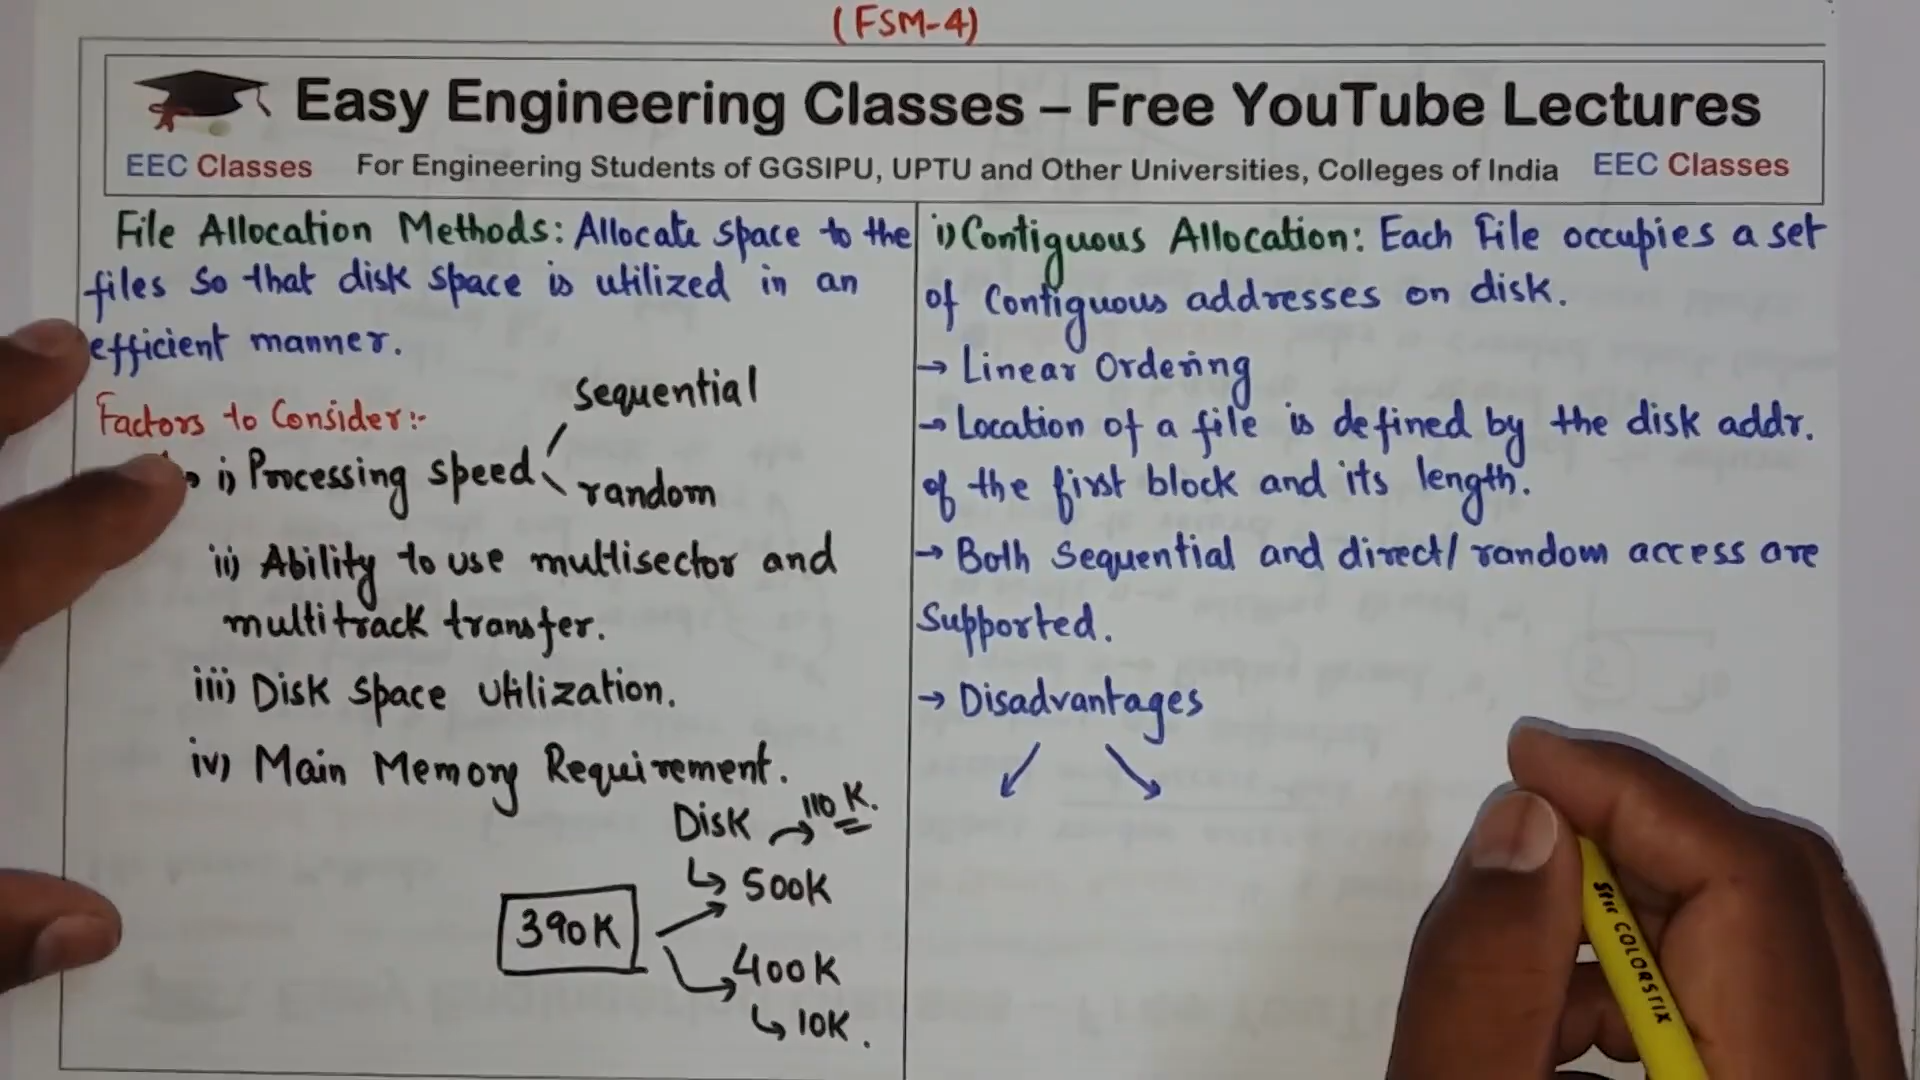 (FSM-4)
Easy Engineering Classes – Free YouTube Lectures
EEC Classes For Engineering Students of GGSIPU, UPTU and Other Universities, Colleges of India EEC Classes
File Allocation Methods: Allocate space to the
files so that disk space is utilized in an
efficient manner.
Factors to Consider:-
i) Processing speed
sequential
random
ii) Ability to use multisector and
multitrack transfer.
iii) Disk Space Utilization.
iv) Main Memory Requirement.
Disk → 110 K.
↳ 500K
390K
400K
↳ 10K.
i) Contiguous Allocation: Each File occupies a set
of Contiguous addresses on disk.
→ Linear Ordering
→ Location of a file is defined by the disk addr.
of the first block and its length.
→ Both Sequential and direct/random access are
Supported.
→ Disadvantages
COLORSTIX